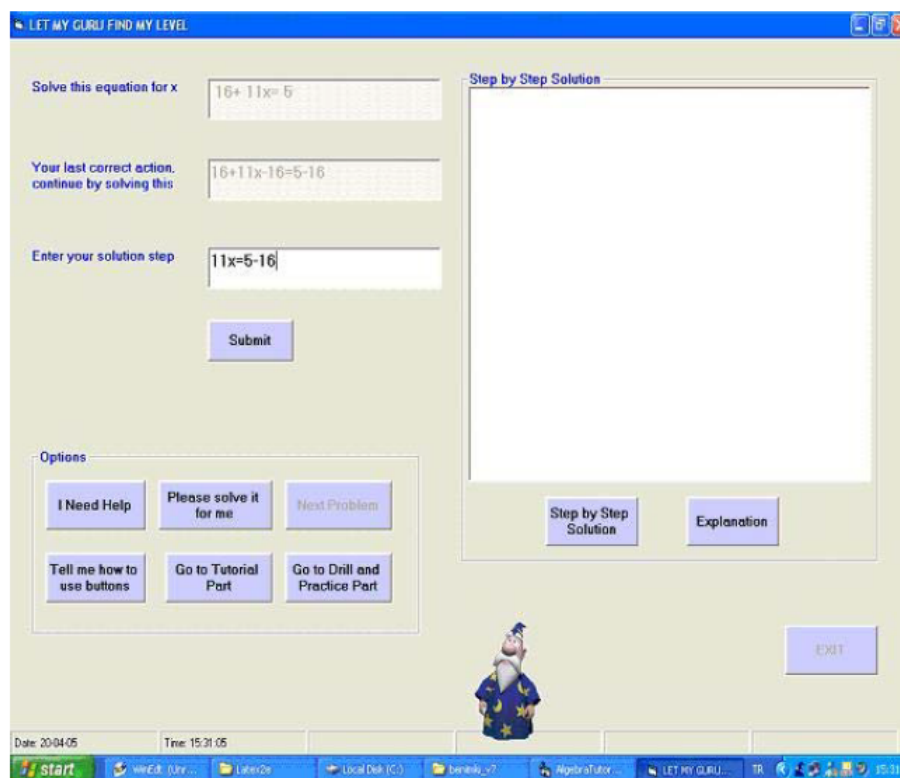 LET MY GURU FIND MY LEVEL
Solve this equation for x
16+ 11x= 5
Your last correct action,
continue by solving this
16+11x-16=5-16
Enter your solution step
11x=5-16
Submit
Step by Step Solution
Step by Step
Solution
Explanation
Options
I Need Help
Please solve it
for me
Next Problem
Tell me how to
use buttons
Go to Tutorial
Part
Go to Drill and
Practice Part
EXIT
Date: 20-04-05
Time: 15:31:05
start
WinEdt
Latex2e
Local Disk (C:)
AlgebraTutor...
LET MY GURU...
TR
15:31